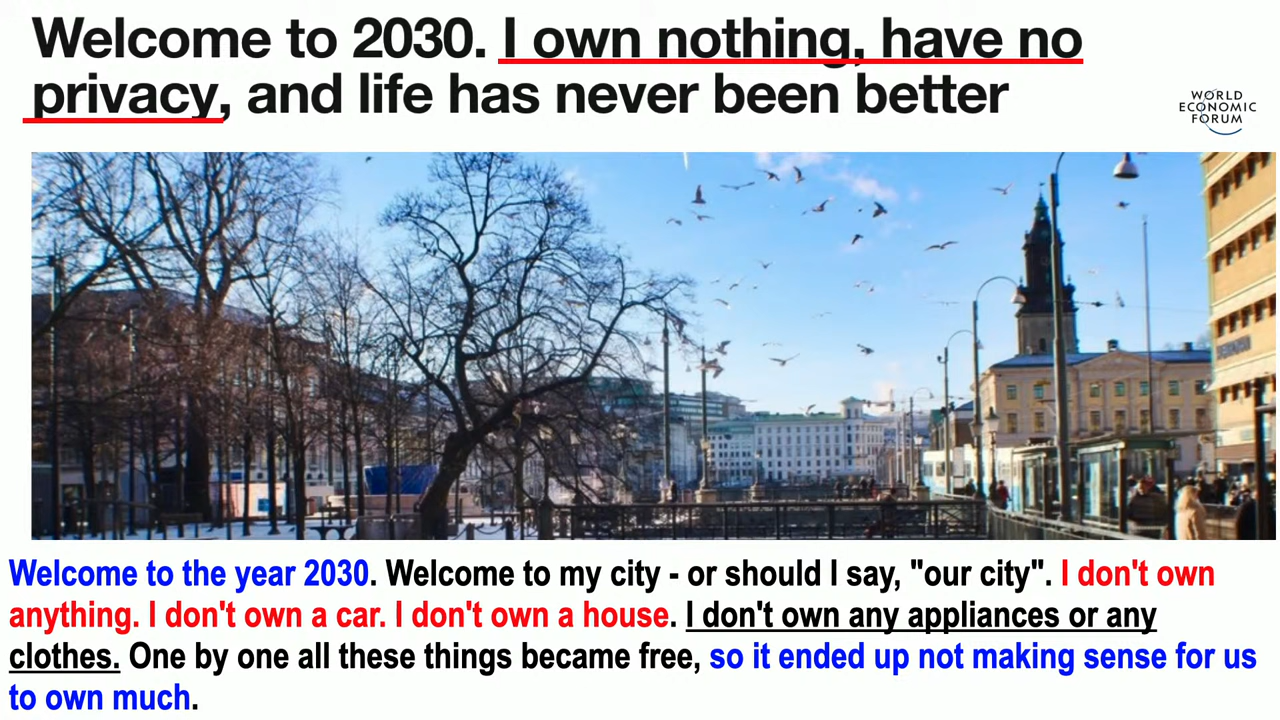 Welcome to 2030. I own nothing, have no
privacy, and life has never been better
WORLD
ECONOMIC
FORUM
Welcome to the year 2030. Welcome to my city - or should I say, "our city". I don't own
anything. I don't own a car. I don't own a house. I don't own any appliances or any
clothes. One by one all these things became free, so it ended up not making sense for us
to own much.